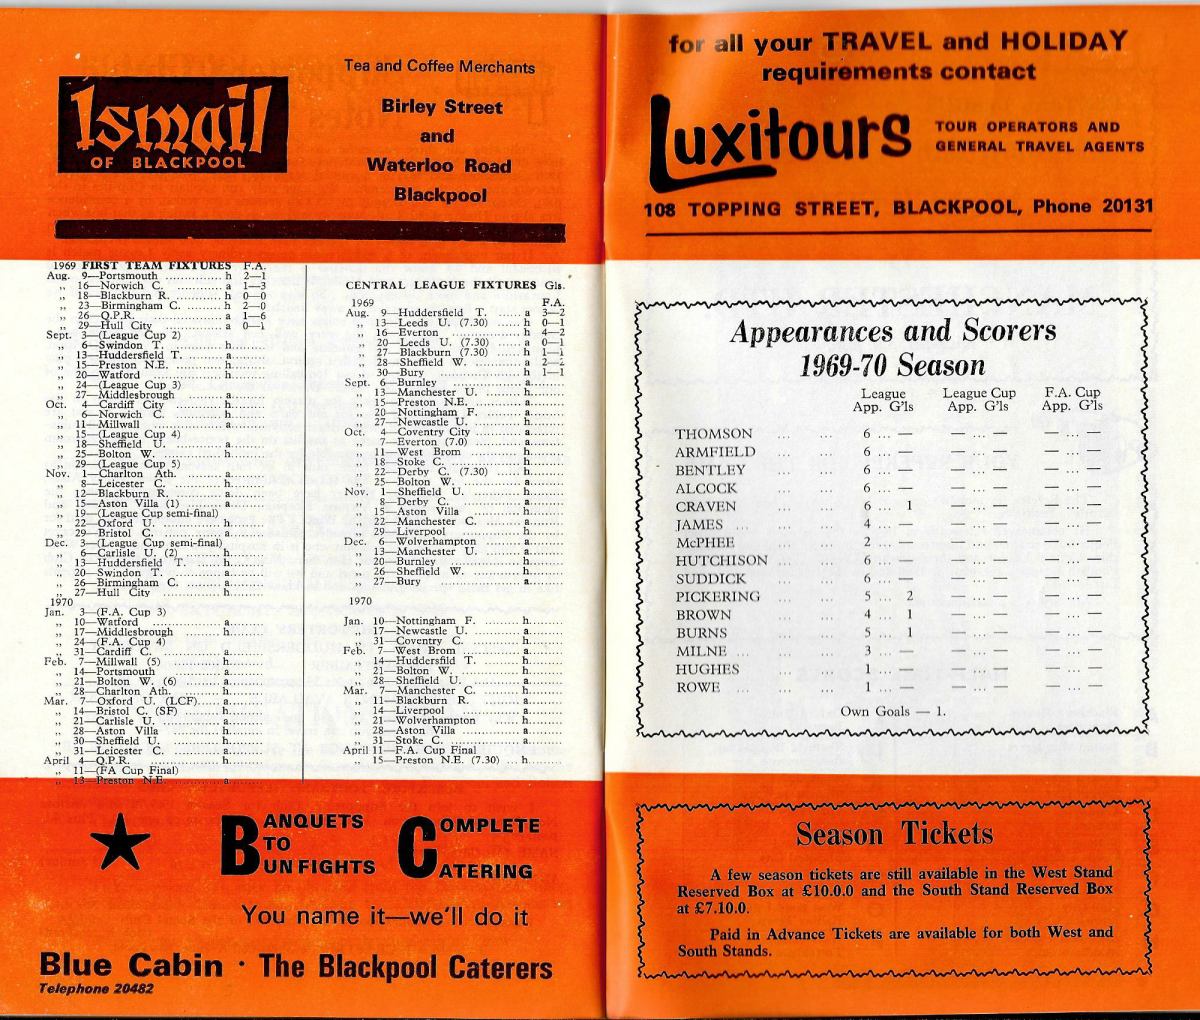 Ismail
OF BLACKPOOL
Tea and Coffee Merchants
Birley Street
and
Waterloo Road
Blackpool
1969 FIRST TEAM FIXTURES F.A.
Aug. 9—Portsmouth ... h 2—1
„ 16—Norwich C. ... a 1—3
„ 18—Blackburn R. ... h 0—0
„ 23—Birmingham C. ... h 2—0
„ 26—Q.P.R. ... a 1—6
„ 29—Hull City ... a 0—1
Sept. 3—(League Cup 2)
„ 6—Swindon T. ... h
„ 13—Huddersfield T. ... a
„ 15—Preston N.E. ... h
„ 20—Watford ... h
„ 24—(League Cup 3)
„ 27—Middlesbrough ... a
Oct. 4—Cardiff City ... h
„ 6—Norwich C. ... h
„ 11—Millwall ... a
„ 15—(League Cup 4)
„ 18—Sheffield U. ... a
„ 25—Bolton W. ... h
„ 29—(League Cup 5)
Nov. 1—Charlton Ath. ... a
„ 8—Leicester C. ... h
„ 12—Blackburn R. ... a
„ 15—Aston Villa (1) ... a
„ 19—(League Cup semi-final)
„ 22—Oxford U. ... h
„ 29—Bristol C. ... a
Dec. 3—(League Cup semi-final)
„ 6—Carlisle U. (2) ... h
„ 13—Huddersfield T. ... h
„ 20—Swindon T. ... a
„ 26—Birmingham C. ... a
„ 27—Hull City ... h
1970
Jan. 3—(F.A. Cup 3)
„ 10—Watford ... a
„ 17—Middlesbrough ... h
„ 24—(F.A. Cup 4)
„ 31—Cardiff C. ... a
Feb. 7—Millwall (5) ... h
„ 14—Portsmouth ... a
„ 21—Bolton W. (6) ... a
„ 28—Charlton Ath. ... h
Mar. 7—Oxford U. (LCF) ... a
„ 14—Bristol C. (SF) ... h
„ 21—Carlisle U. ... a
„ 28—Aston Villa ... h
„ 30—Sheffield U. ... h
„ 31—Leicester C. ... a
April 4—Q.P.R. ... h
„ 11—(FA Cup Final)
„ 13—Preston N.E. ... a
CENTRAL LEAGUE FIXTURES Gls.
1969 F.A.
Aug. 9—Huddersfield T. ... a 3—2
„ 13—Leeds U. (7.30) ... h 0—1
„ 16—Everton ... h 4—2
„ 20—Leeds U. (7.30) ... a 0—1
„ 27—Blackburn (7.30) ... h 1—1
„ 28—Sheffield W. ... a 2—2
„ 30—Bury ... h 1—1
Sept. 6—Burnley ... a
„ 13—Manchester U. ... h
„ 15—Preston N.E. ... a
„ 20—Nottingham F. ... a
„ 27—Newcastle U. ... h
Oct. 4—Coventry City ... a
„ 7—Everton (7.0) ... a
„ 11—West Brom ... h
„ 18—Stoke C. ... h
„ 22—Derby C. (7.30) ... h
„ 25—Bolton W. ... a
Nov. 1—Sheffield U. ... h
„ 8—Derby C. ... a
„ 15—Aston Villa ... h
„ 22—Manchester C. ... a
„ 29—Liverpool ... h
Dec. 6—Wolverhampton ... a
„ 13—Manchester U. ... a
„ 20—Burnley ... h
„ 26—Sheffield W. ... h
„ 27—Bury ... a
1970
Jan. 10—Nottingham F. ... h
„ 17—Newcastle U. ... a
„ 31—Coventry C. ... h
Feb. 7—West Brom ... a
„ 14—Huddersfild T. ... h
„ 21—Bolton W. ... h
„ 28—Sheffield U. ... a
Mar. 7—Manchester C. ... h
„ 11—Blackburn R. ... a
„ 14—Liverpool ... a
„ 21—Wolverhampton ... h
„ 28—Aston Villa ... a
„ 31—Stoke C. ... a
April 11—F.A. Cup Final
„ 15—Preston N.E. (7.30) ... h
BANQUETS
TO
BUNFIGHTS
COMPLETE
CATERING
You name it—we'll do it
Blue Cabin · The Blackpool Caterers
Telephone 20482
for all your TRAVEL and HOLIDAY
requirements contact
Luxitours
TOUR OPERATORS AND
GENERAL TRAVEL AGENTS
108 TOPPING STREET, BLACKPOOL, Phone 20131
Appearances and Scorers
1969-70 Season
League League Cup F.A. Cup
App. G'ls App. G'ls App. G'ls
THOMSON ... ... 6 ... — — ... — — ... —
ARMFIELD ... ... 6 ... — — ... — — ... —
BENTLEY ... ... 6 ... — — ... — — ... —
ALCOCK ... ... 6 ... — — ... — — ... —
CRAVEN ... ... 6 ... 1 — ... — — ... —
JAMES ... ... ... 4 ... — — ... — — ... —
McPHEE ... ... 2 ... — — ... — — ... —
HUTCHISON ... ... 6 ... — — ... — — ... —
SUDDICK ... ... 6 ... — — ... — — ... —
PICKERING ... ... 5 ... 2 — ... — — ... —
BROWN ... ... 4 ... 1 — ... — — ... —
BURNS ... ... 5 ... 1 — ... — — ... —
MILNE ... ... ... 3 ... — — ... — — ... —
HUGHES ... ... 1 ... — — ... — — ... —
ROWE ... ... ... 1 ... — — ... — — ... —
Own Goals — 1.
Season Tickets
A few season tickets are still available in the West Stand
Reserved Box at £10.0.0 and the South Stand Reserved Box
at £7.10.0.
Paid in Advance Tickets are available for both West and
South Stands.